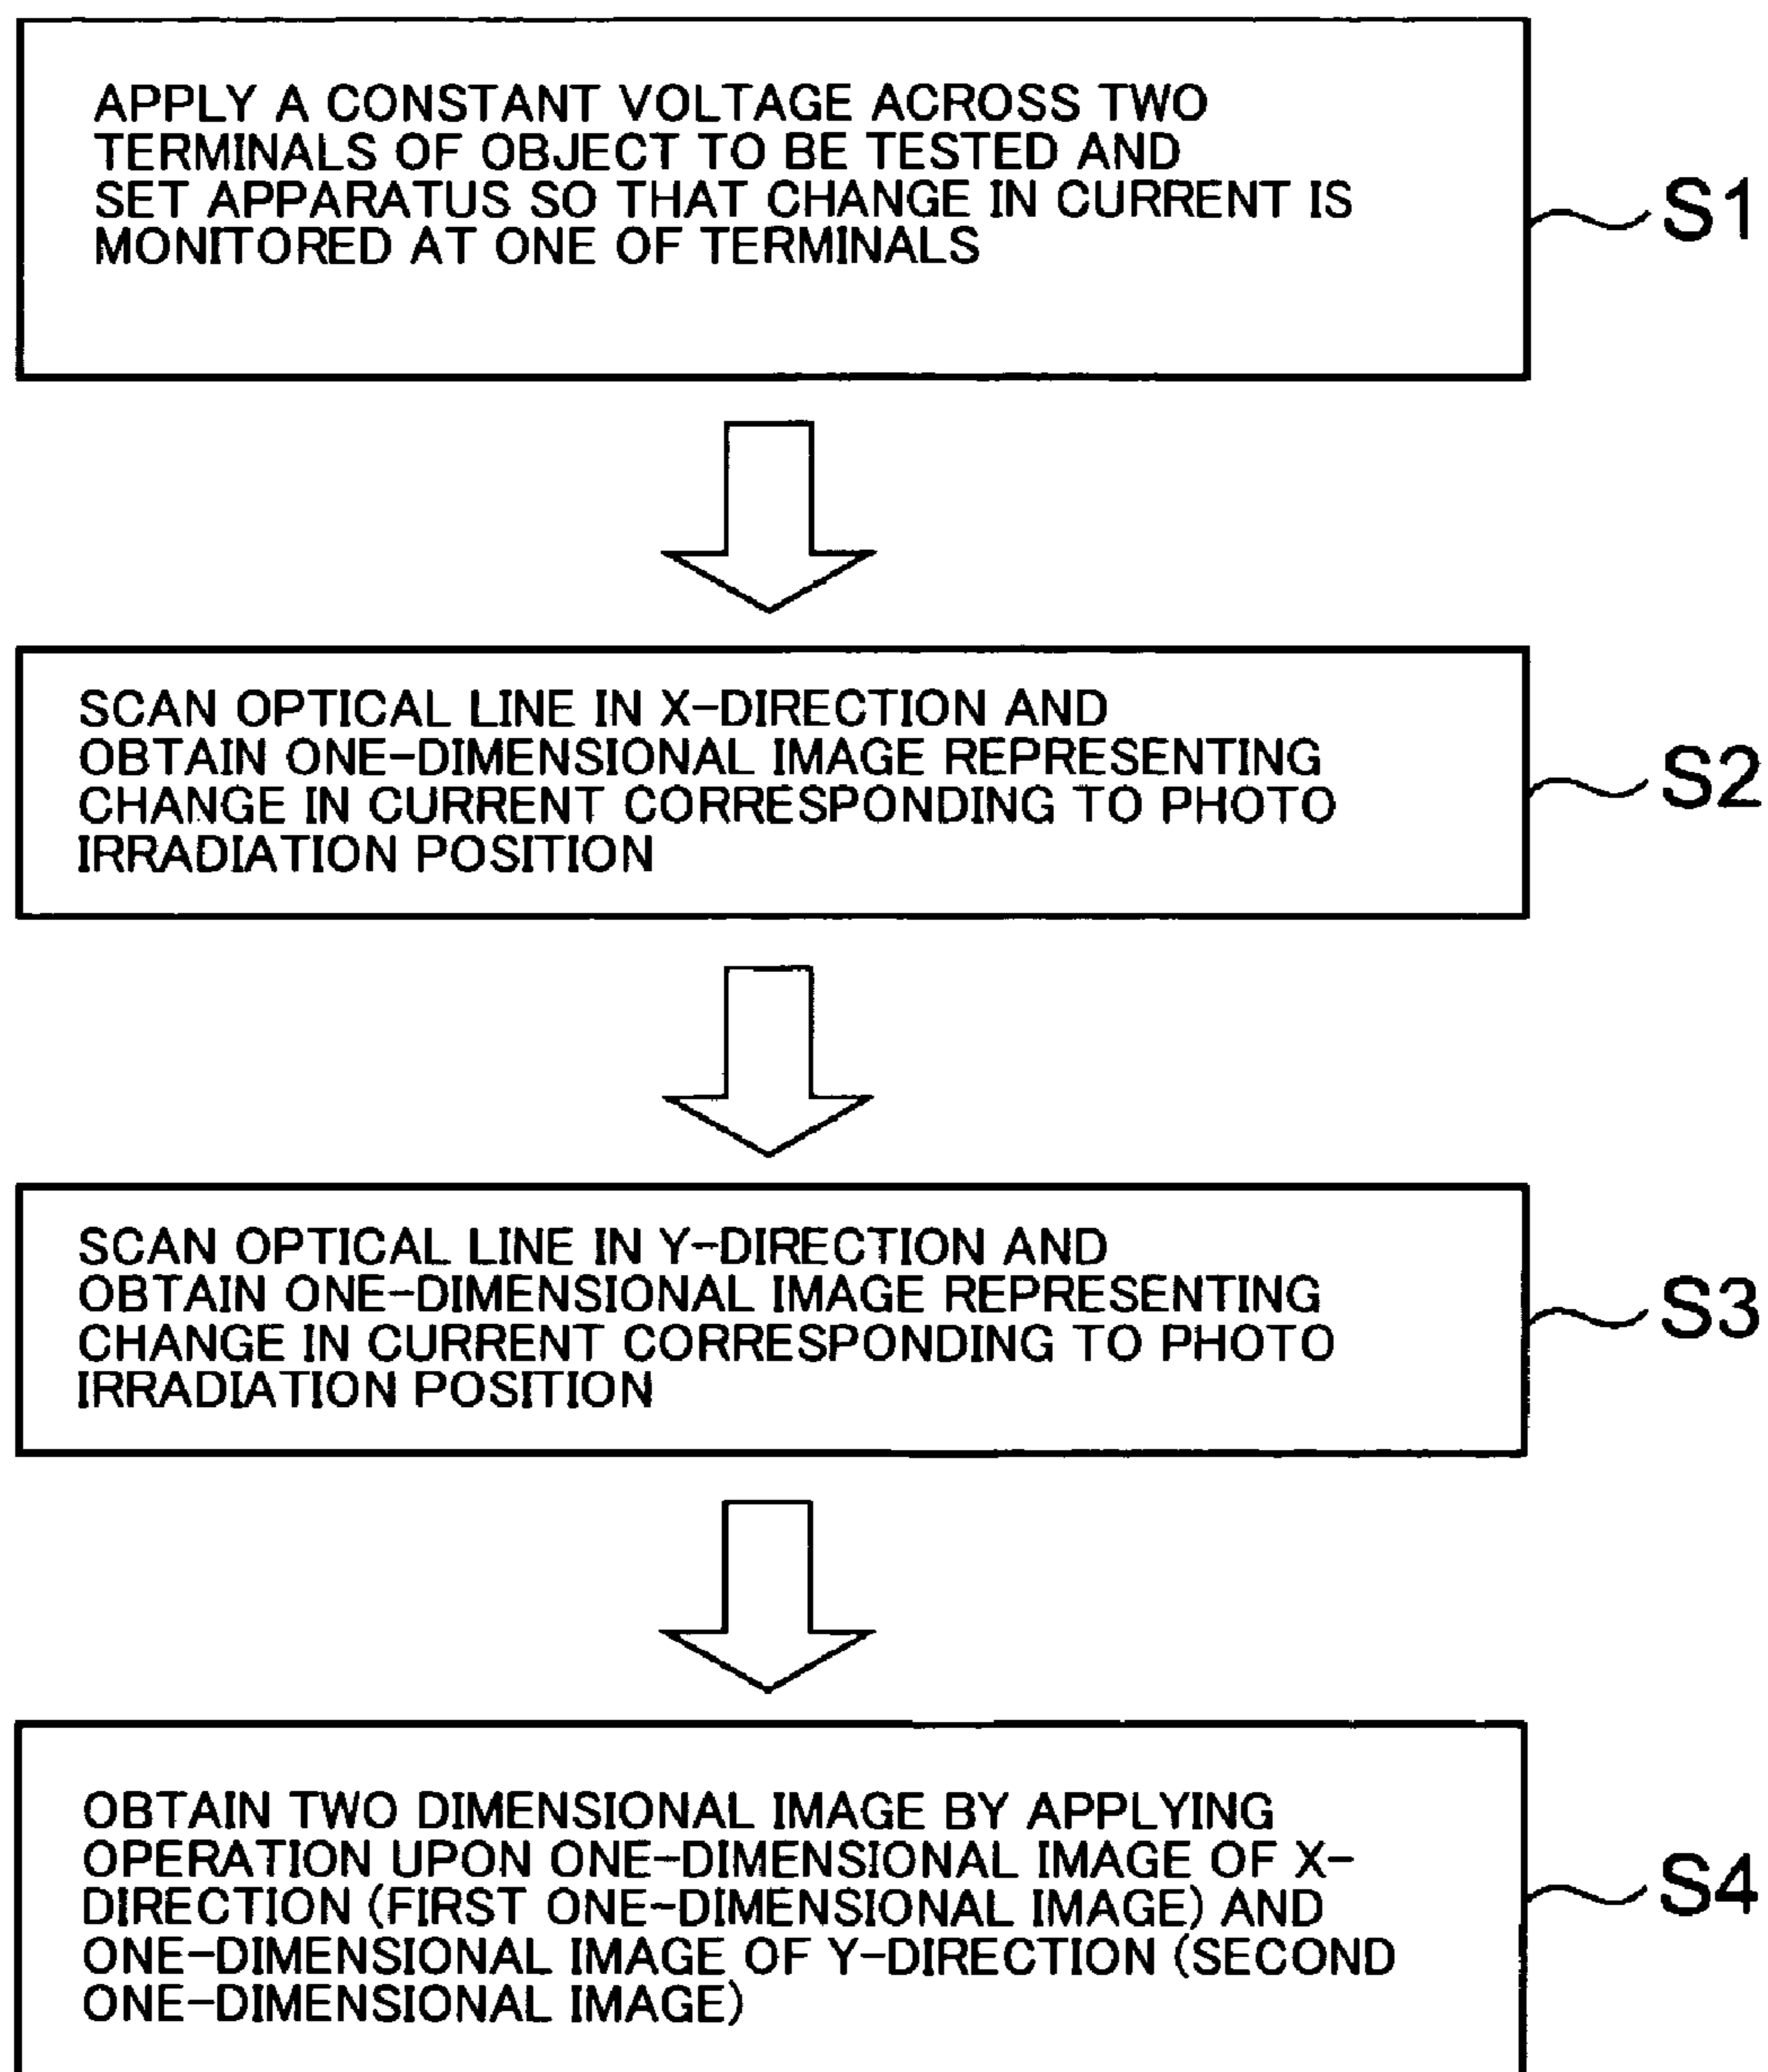 APPLY A CONSTANT VOLTAGE ACROSS TWO
TERMINALS OF OBJECT TO BE TESTED AND
SET APPARATUS SO THAT CHANGE IN CURRENT IS
MONITORED AT ONE OF TERMINALS
S1
SCAN OPTICAL LINE IN X-DIRECTION AND
OBTAIN ONE-DIMENSIONAL IMAGE REPRESENTING
CHANGE IN CURRENT CORRESPONDING TO PHOTO
IRRADIATION POSITION
S2
SCAN OPTICAL LINE IN Y-DIRECTION AND
OBTAIN ONE-DIMENSIONAL IMAGE REPRESENTING
CHANGE IN CURRENT CORRESPONDING TO PHOTO
IRRADIATION POSITION
S3
OBTAIN TWO DIMENSIONAL IMAGE BY APPLYING
OPERATION UPON ONE-DIMENSIONAL IMAGE OF X-
DIRECTION (FIRST ONE-DIMENSIONAL IMAGE) AND
ONE-DIMENSIONAL IMAGE OF Y-DIRECTION (SECOND
ONE-DIMENSIONAL IMAGE)
S4